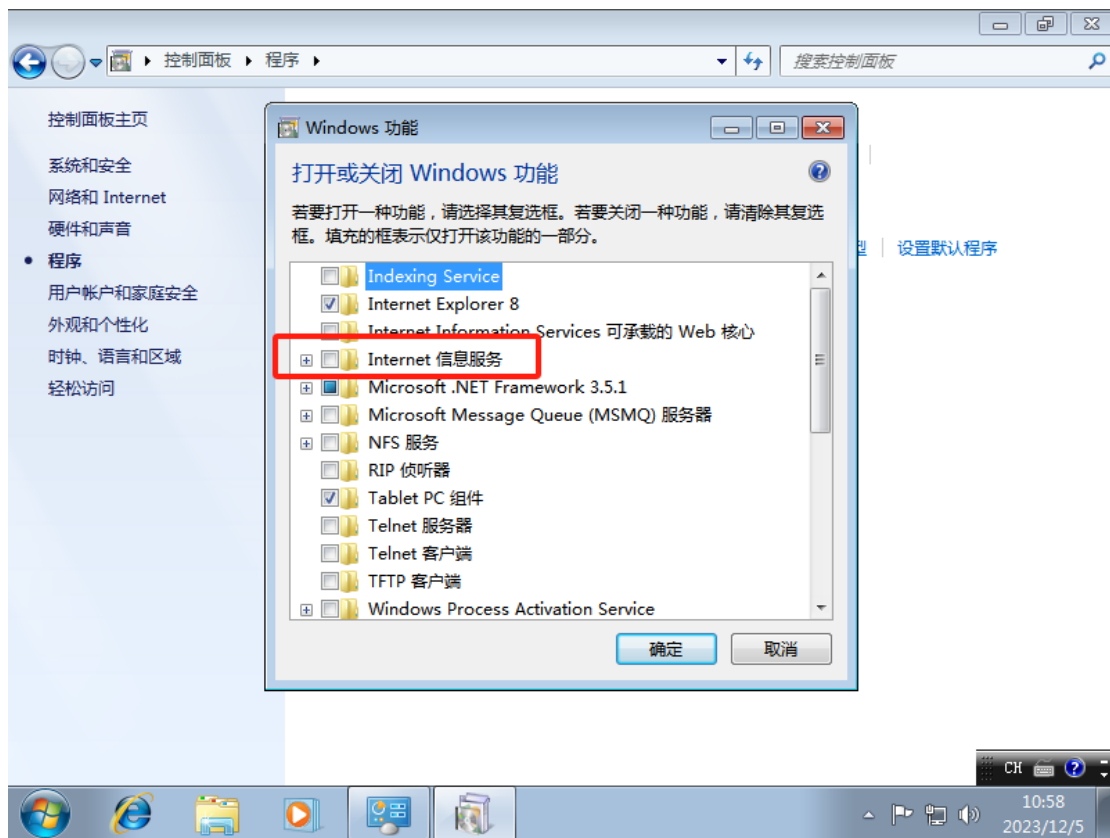 控制面板 程序
搜索控制面板
控制面板主页
系统和安全
网络和 Internet
硬件和声音
程序
用户帐户和家庭安全
外观和个性化
时钟、语言和区域
轻松访问
Windows 功能
打开或关闭 Windows 功能
若要打开一种功能，请选择其复选框。若要关闭一种功能，请清除其复选
框。填充的框表示仅打开该功能的一部分。
Indexing Service
Internet Explorer 8
Internet Information Services 可承载的 Web 核心
Internet 信息服务
Microsoft .NET Framework 3.5.1
Microsoft Message Queue (MSMQ) 服务器
NFS 服务
RIP 侦听器
Tablet PC 组件
Telnet 服务器
Telnet 客户端
TFTP 客户端
Windows Process Activation Service
确定 取消
设置默认程序
CH
10:58
2023/12/5